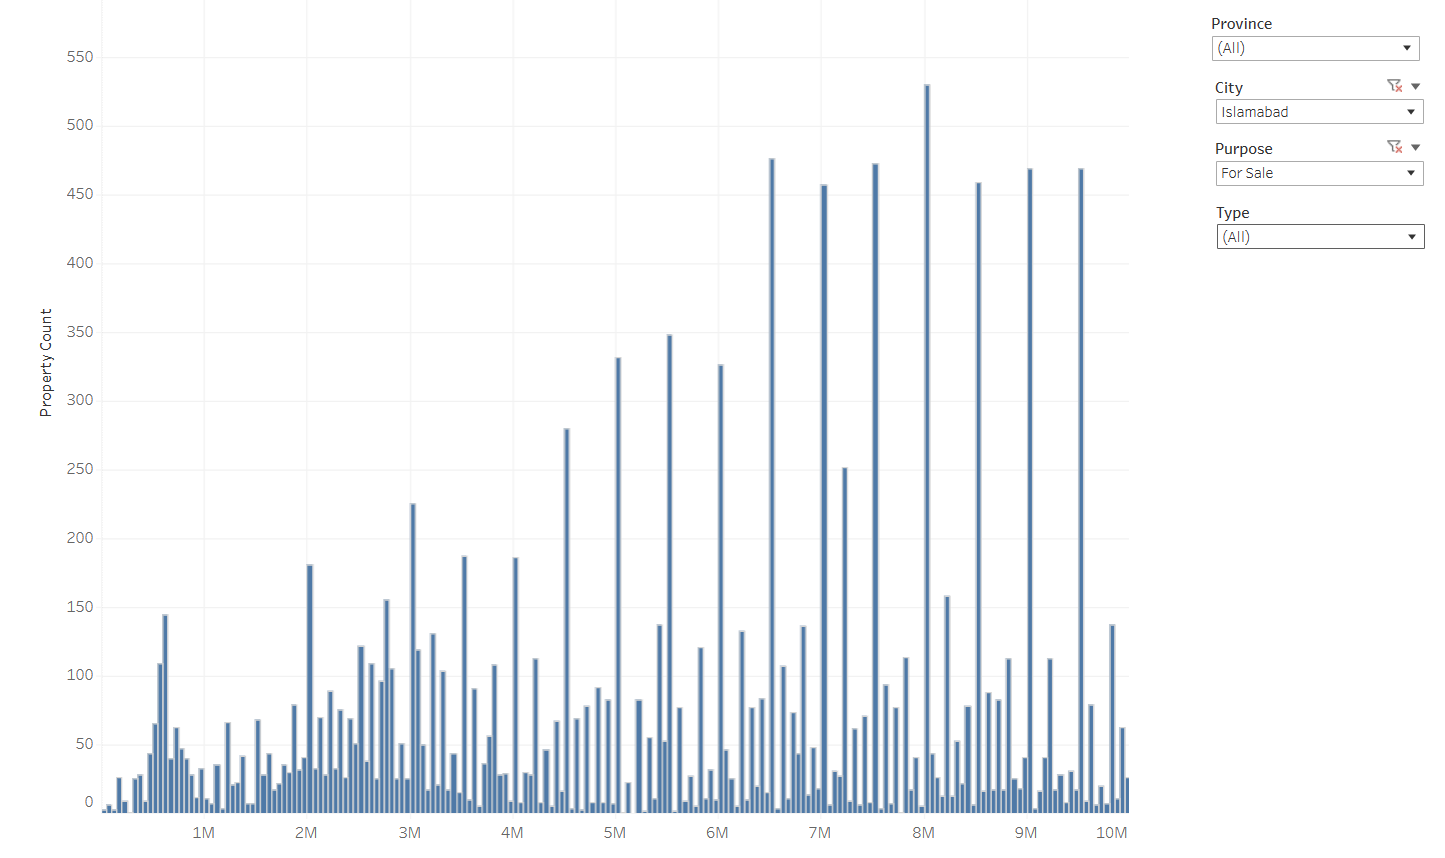 Province
(All)
City
Islamabad
Purpose
For Sale
Type
(All)
Property Count
550
500
450
400
350
300
250
200
150
100
50
0
1M
2M
3M
4M
5M
6M
7M
8M
9M
10M